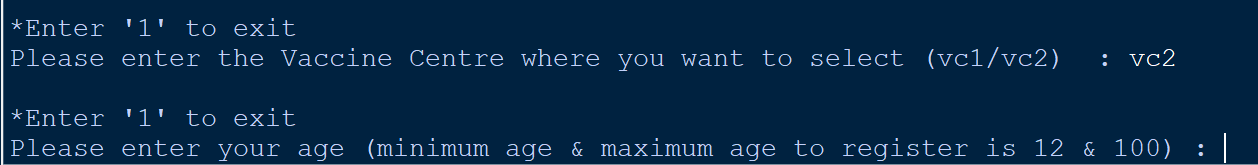 *Enter '1' to exit
Please enter the Vaccine Centre where you want to select (vc1/vc2)  : vc2
*Enter '1' to exit
Please enter your age (minimum age & maximum age to register is 12 & 100) :